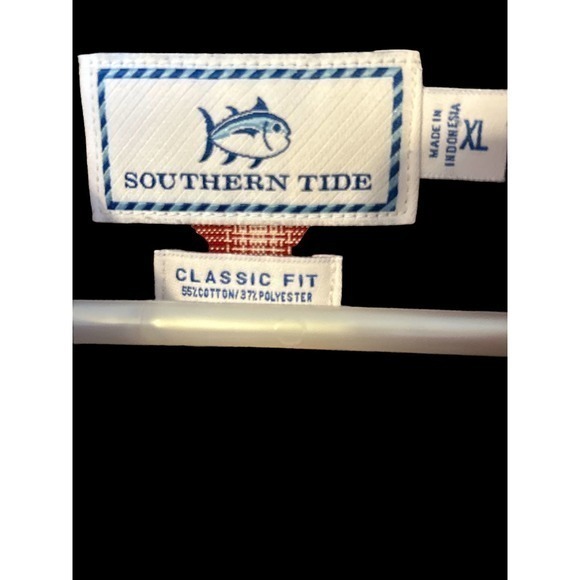 SOUTHERN TIDE
MADE IN
INDONESIA
XL
CLASSIC FIT
55%COTTON/37%POLYESTER